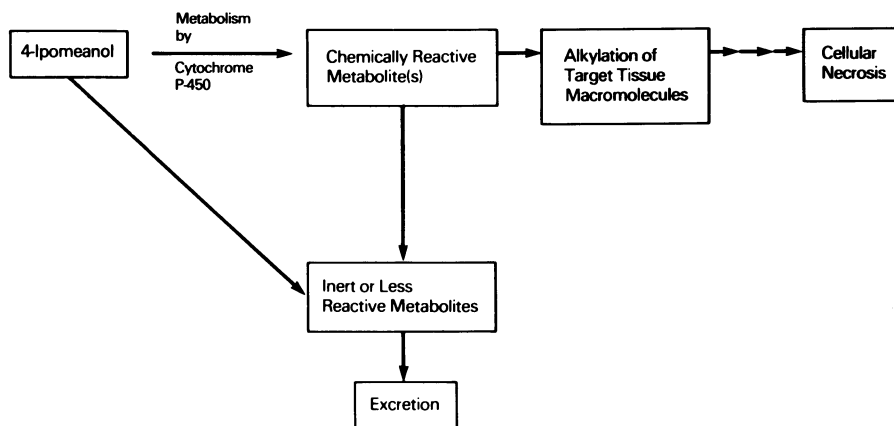 4-Ipomeanol
Metabolism
by
Cytochrome
P-450
Chemically Reactive
Metabolite(s)
Alkylation of
Target Tissue
Macromolecules
Cellular
Necrosis
Inert or Less
Reactive Metabolites
Excretion